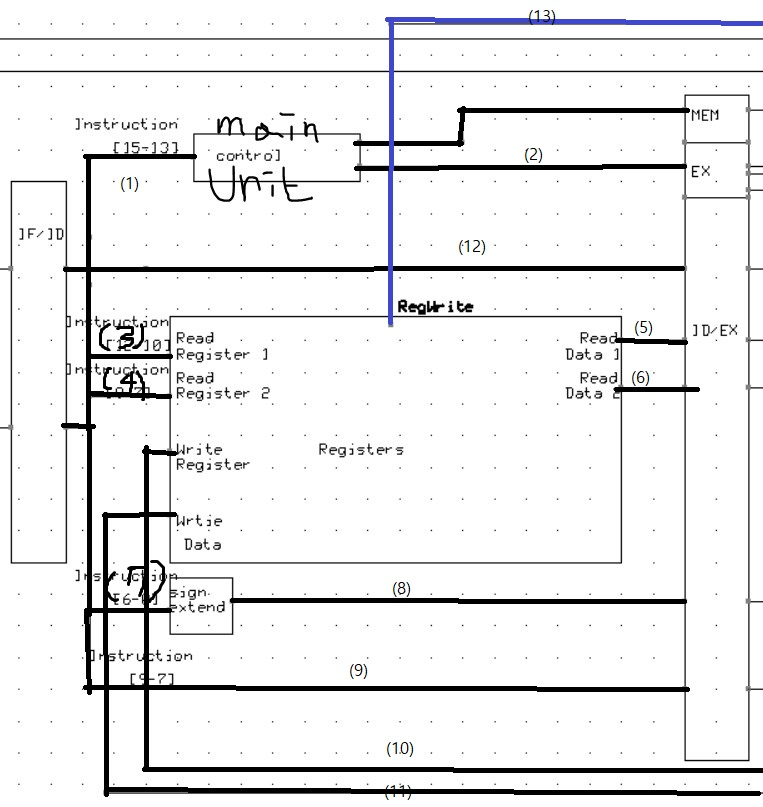 (13)
Instruction
[15-13]
main
control
Unit
MEM
(2)
(1)
EX
IF/ID
(12)
RegWrite
Instruction
(3)
Read
Register 1
Read
Data 1
(5)
ID/EX
Instruction
(4)
Read
Register 2
Read
Data 2
(6)
Write
Register
Registers
Wrtie
Data
Instruction
(7)
sign
extend
(8)
Instruction
[9-7]
(9)
(10)
(11)